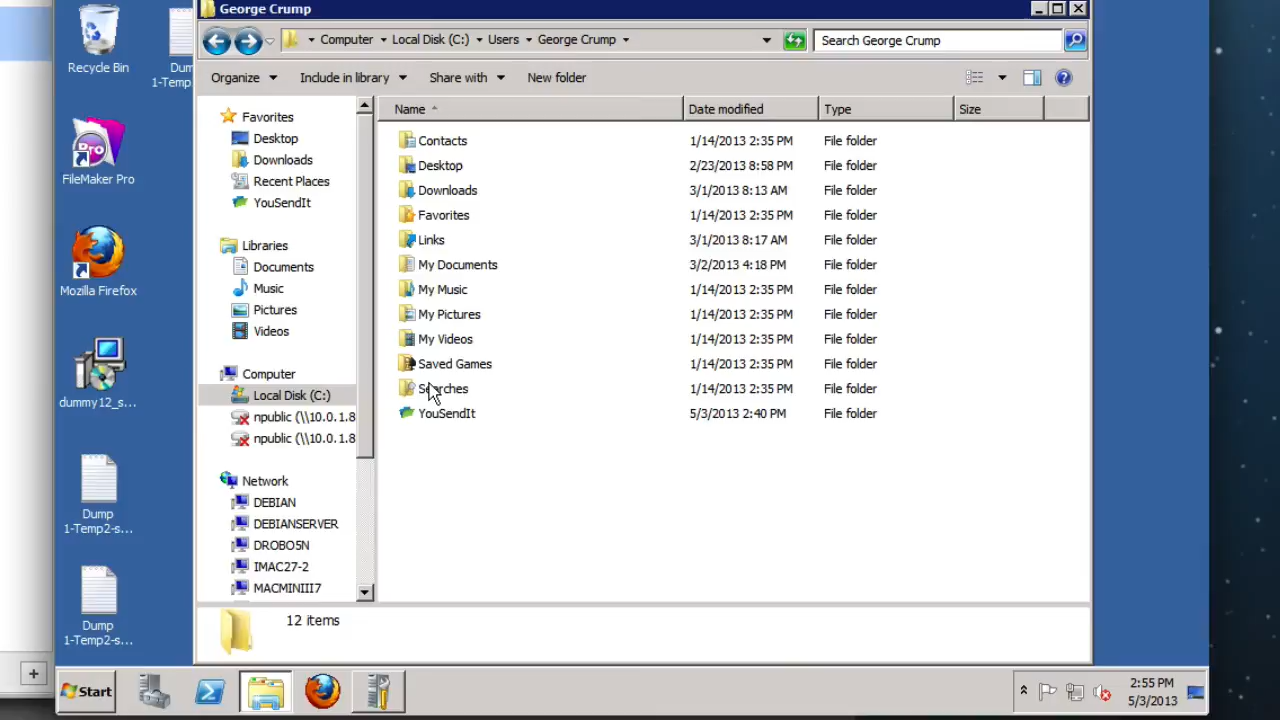 George Crump
Computer
Local Disk (C:)
Users
George Crump
Search George Crump
Organize
Include in library
Share with
New folder
Name
Date modified
Type
Size
Favorites
Desktop
Downloads
Recent Places
YouSendIt
Libraries
Documents
Music
Pictures
Videos
Computer
Local Disk (C:)
npublic (\\10.0.1.8
npublic (\\10.0.1.8
Network
DEBIAN
DEBIANSERVER
DROBO5N
IMAC27-2
MACMINII7
Contacts 1/14/2013 2:35 PM File folder
Desktop 2/23/2013 8:58 PM File folder
Downloads 3/1/2013 8:13 AM File folder
Favorites 1/14/2013 2:35 PM File folder
Links 3/1/2013 8:17 AM File folder
My Documents 3/2/2013 4:18 PM File folder
My Music 1/14/2013 2:35 PM File folder
My Pictures 1/14/2013 2:35 PM File folder
My Videos 1/14/2013 2:35 PM File folder
Saved Games 1/14/2013 2:35 PM File folder
Searches 1/14/2013 2:35 PM File folder
YouSendIt 5/3/2013 2:40 PM File folder
12 items
Recycle Bin
Dum
1-Temp
Pro
FileMaker Pro
Mozilla Firefox
dummy12_s...
Dump
1-Temp2-s...
Dump
1-Temp2-s...
Start
2:55 PM
5/3/2013